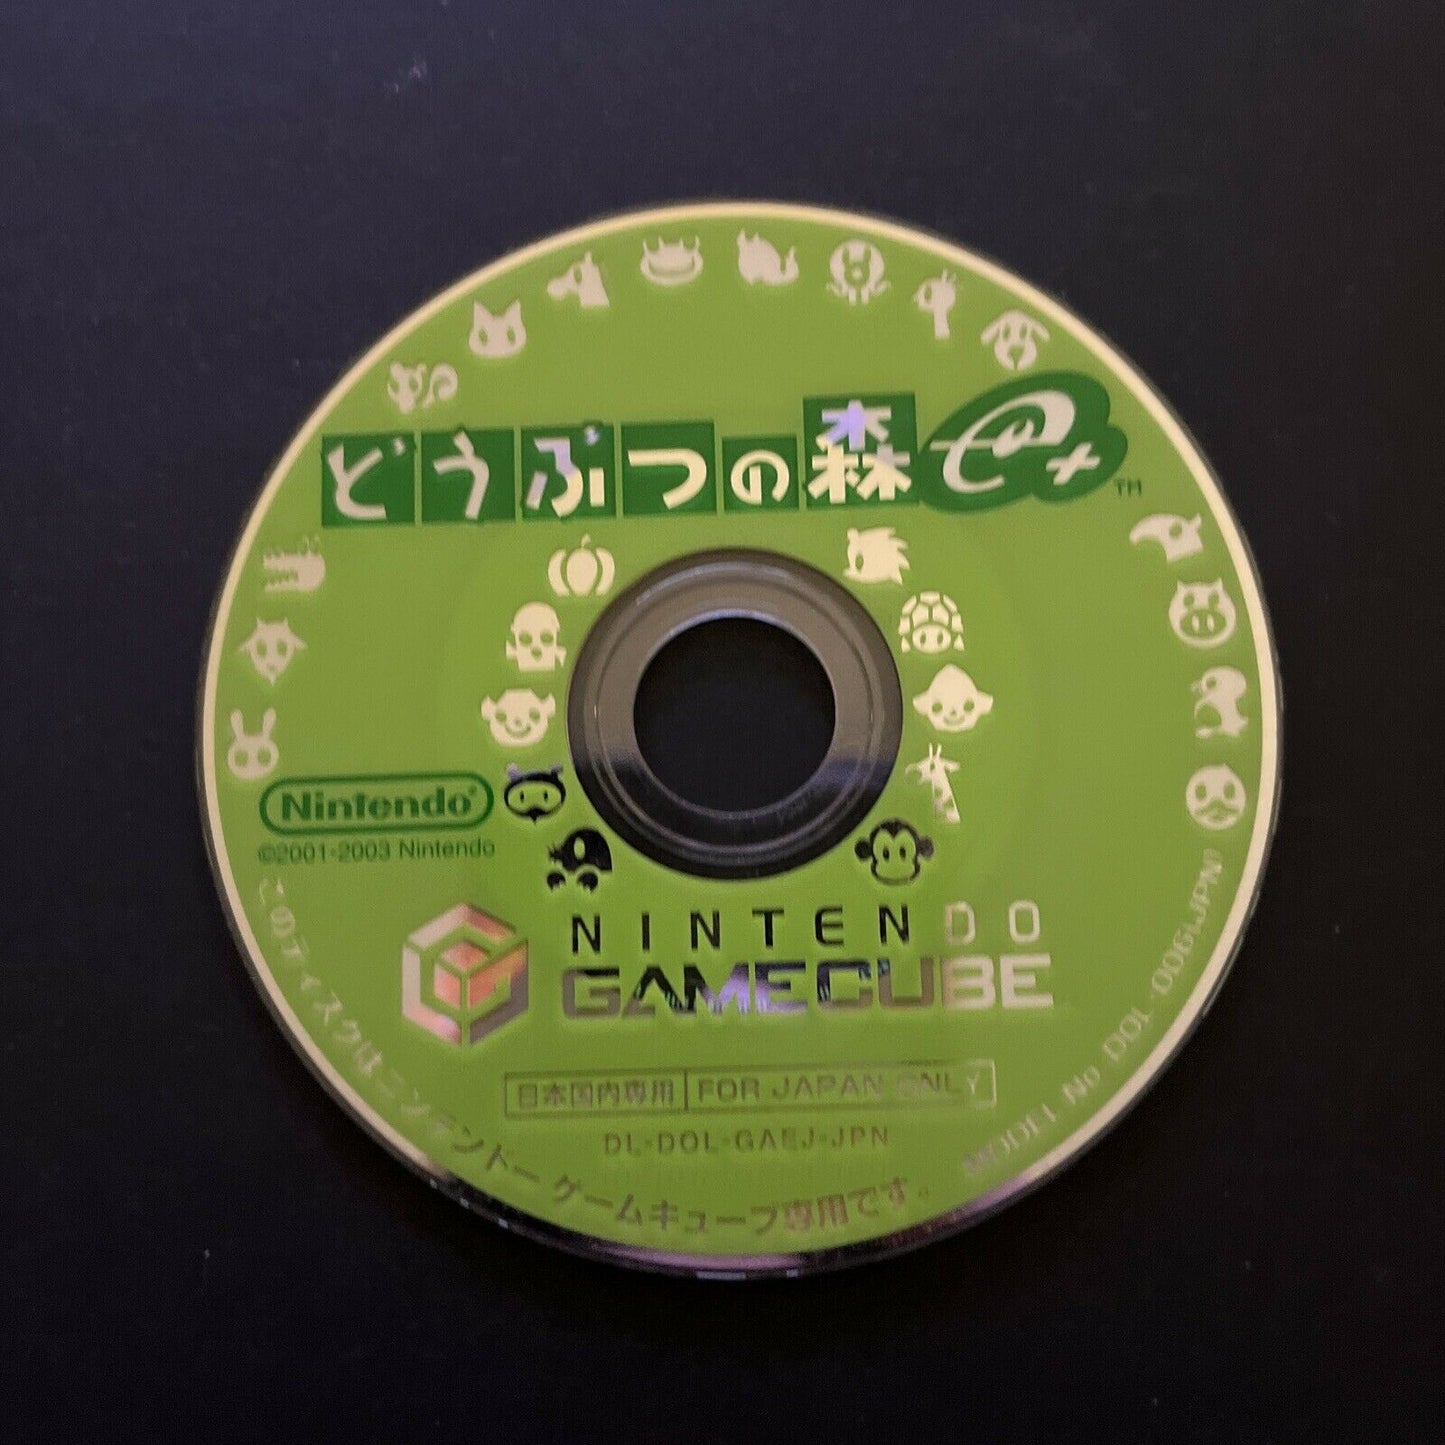 どうぶつの森e+ ™
Nintendo®
©2001-2003 Nintendo
NINTENDO
GAMECUBE
日本国内専用 FOR JAPAN ONLY
DL-DOL-GAEJ-JPN
このディスクはニンテンドーゲームキューブ専用です。
MODEL No DOL-006(JPN)